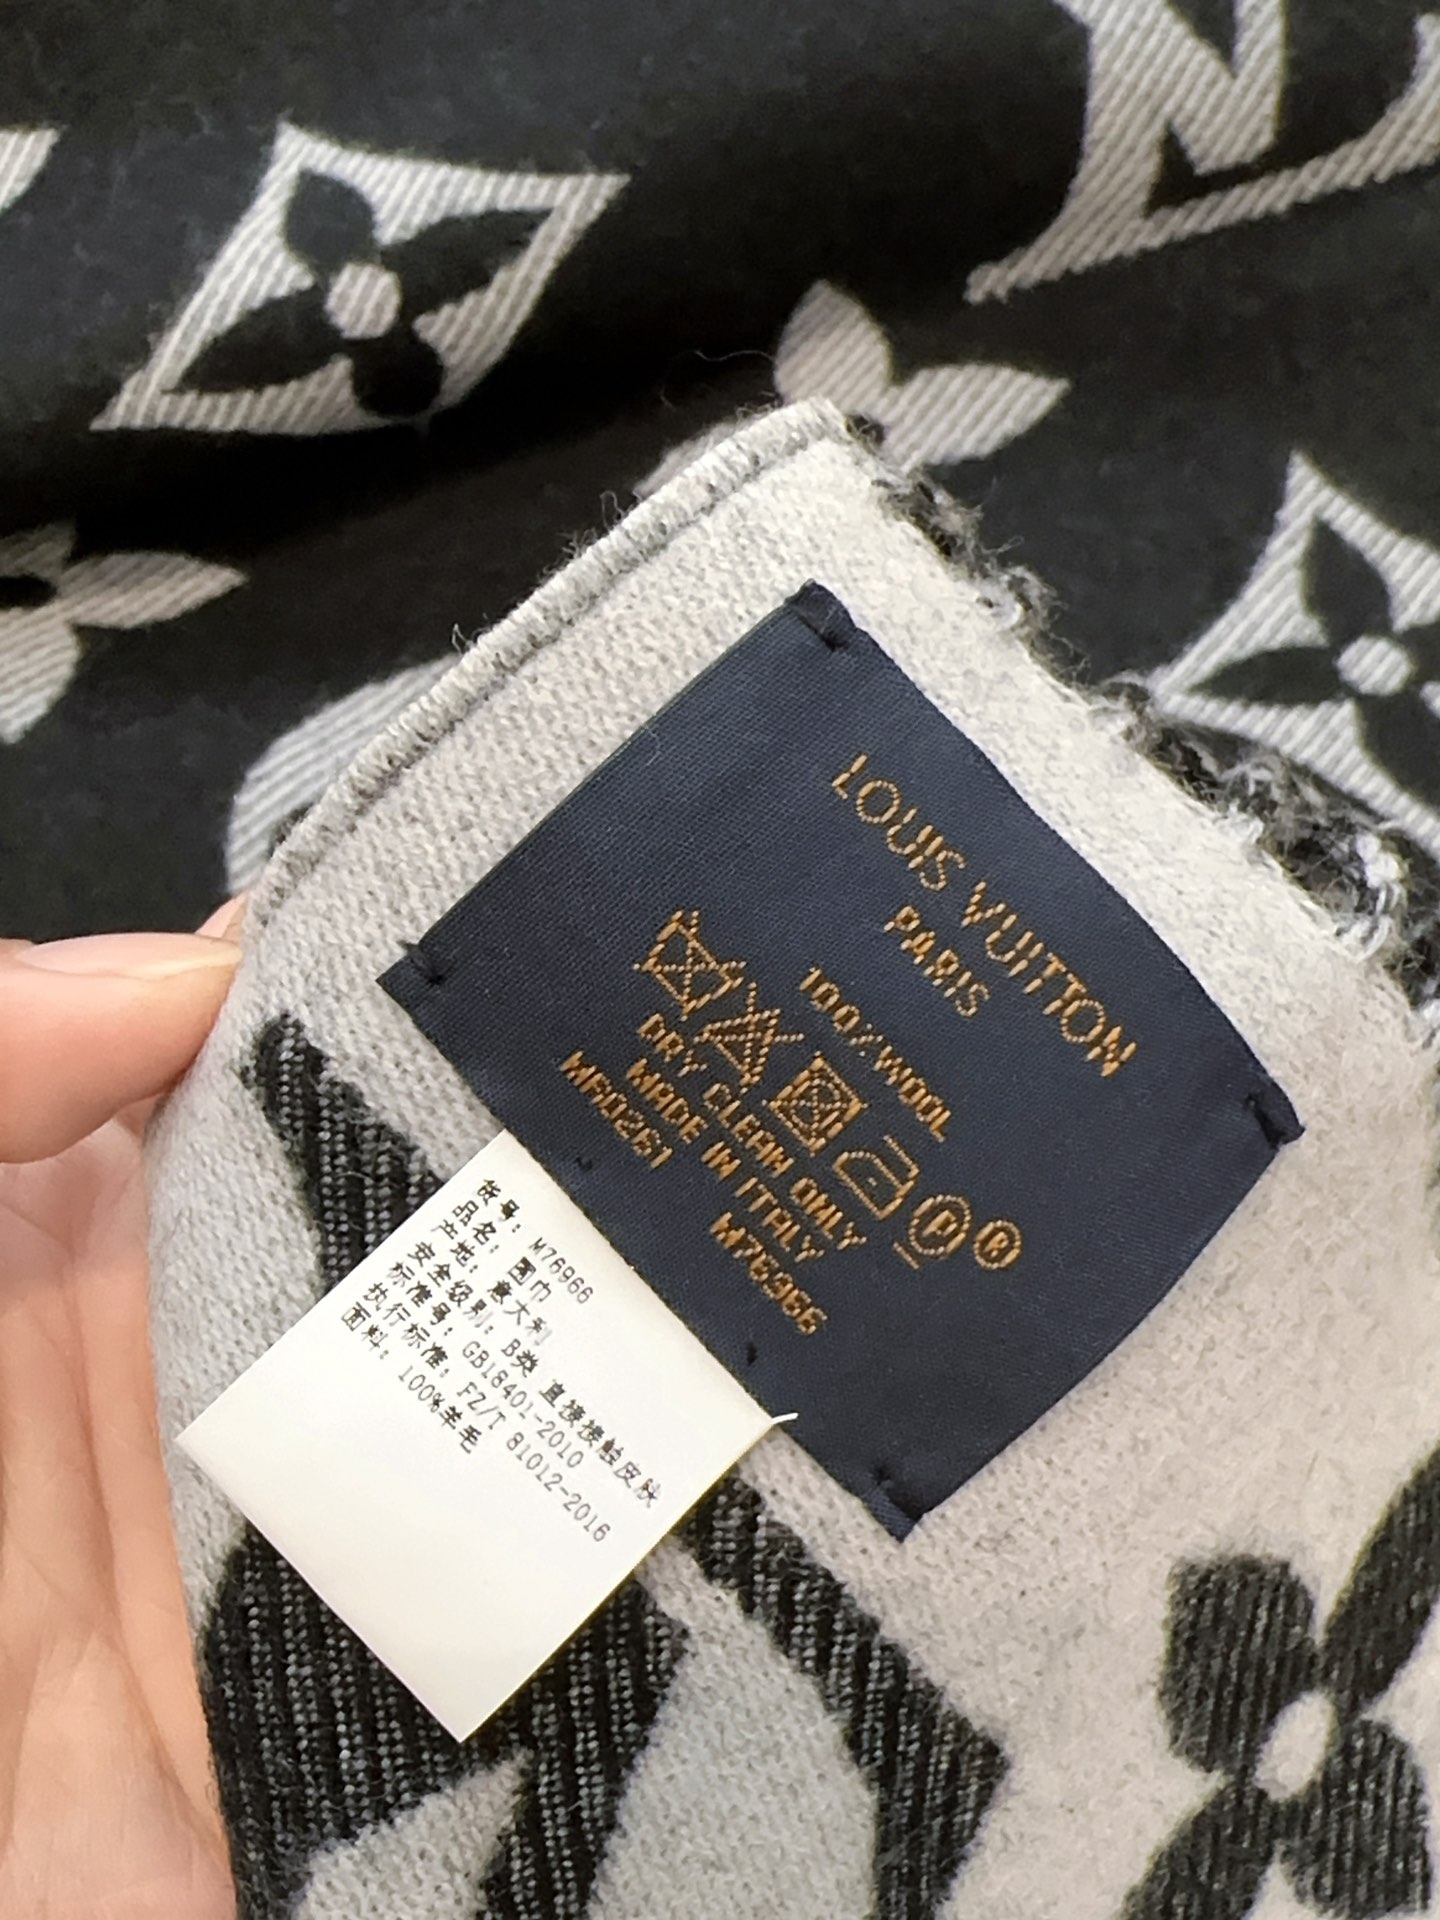 LOUIS VUITTON
PARIS
100% WOOL
P ®
DRY CLEAN ONLY
MADE IN ITALY
MR0261 M76966
货号：M76966
品名：围巾
产地：意大利
安全级别：B类 直接接触皮肤
标准号：GB18401-2010
执行标准：FZ/T 81012-2016
面料：100%羊毛